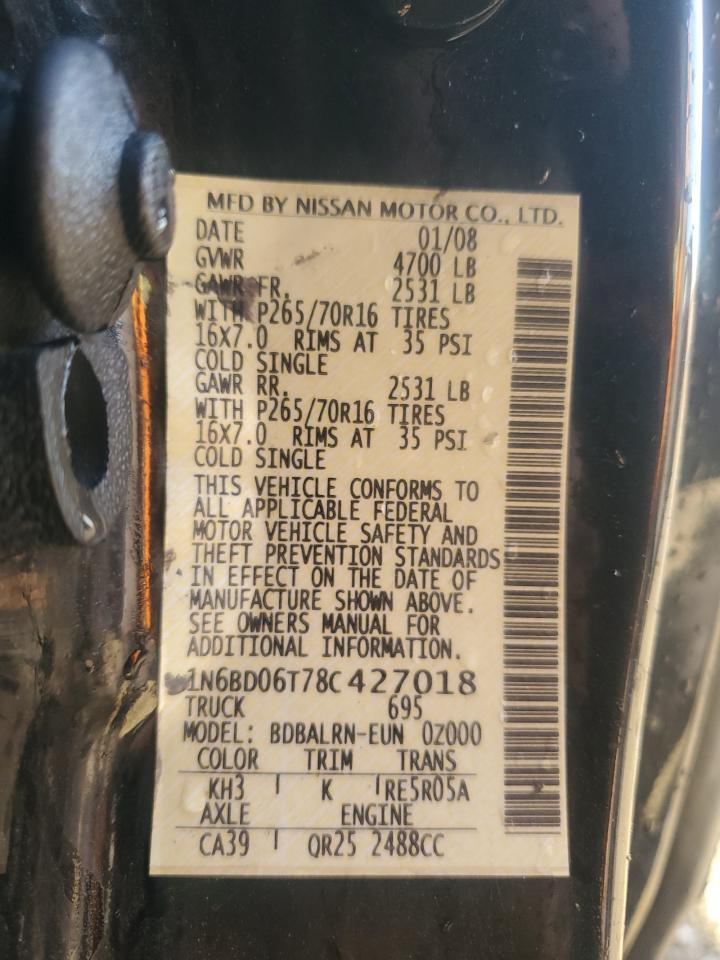 MFD BY NISSAN MOTOR CO., LTD.
DATE 01/08
GVWR 4700 LB
GAWR FR. 2531 LB
WITH P265/70R16 TIRES
16X7.0 RIMS AT 35 PSI
COLD SINGLE
GAWR RR. 2531 LB
WITH P265/70R16 TIRES
16X7.0 RIMS AT 35 PSI
COLD SINGLE
THIS VEHICLE CONFORMS TO
ALL APPLICABLE FEDERAL
MOTOR VEHICLE SAFETY AND
THEFT PREVENTION STANDARDS
IN EFFECT ON THE DATE OF
MANUFACTURE SHOWN ABOVE.
SEE OWNERS MANUAL FOR
ADDITIONAL INFORMATION.
1N6BD06T78C427018
TRUCK 695
MODEL: BDBALRN-EUN 0Z000
COLOR TRIM TRANS
KH3 K RE5R05A
AXLE ENGINE
CA39 QR25 2488CC